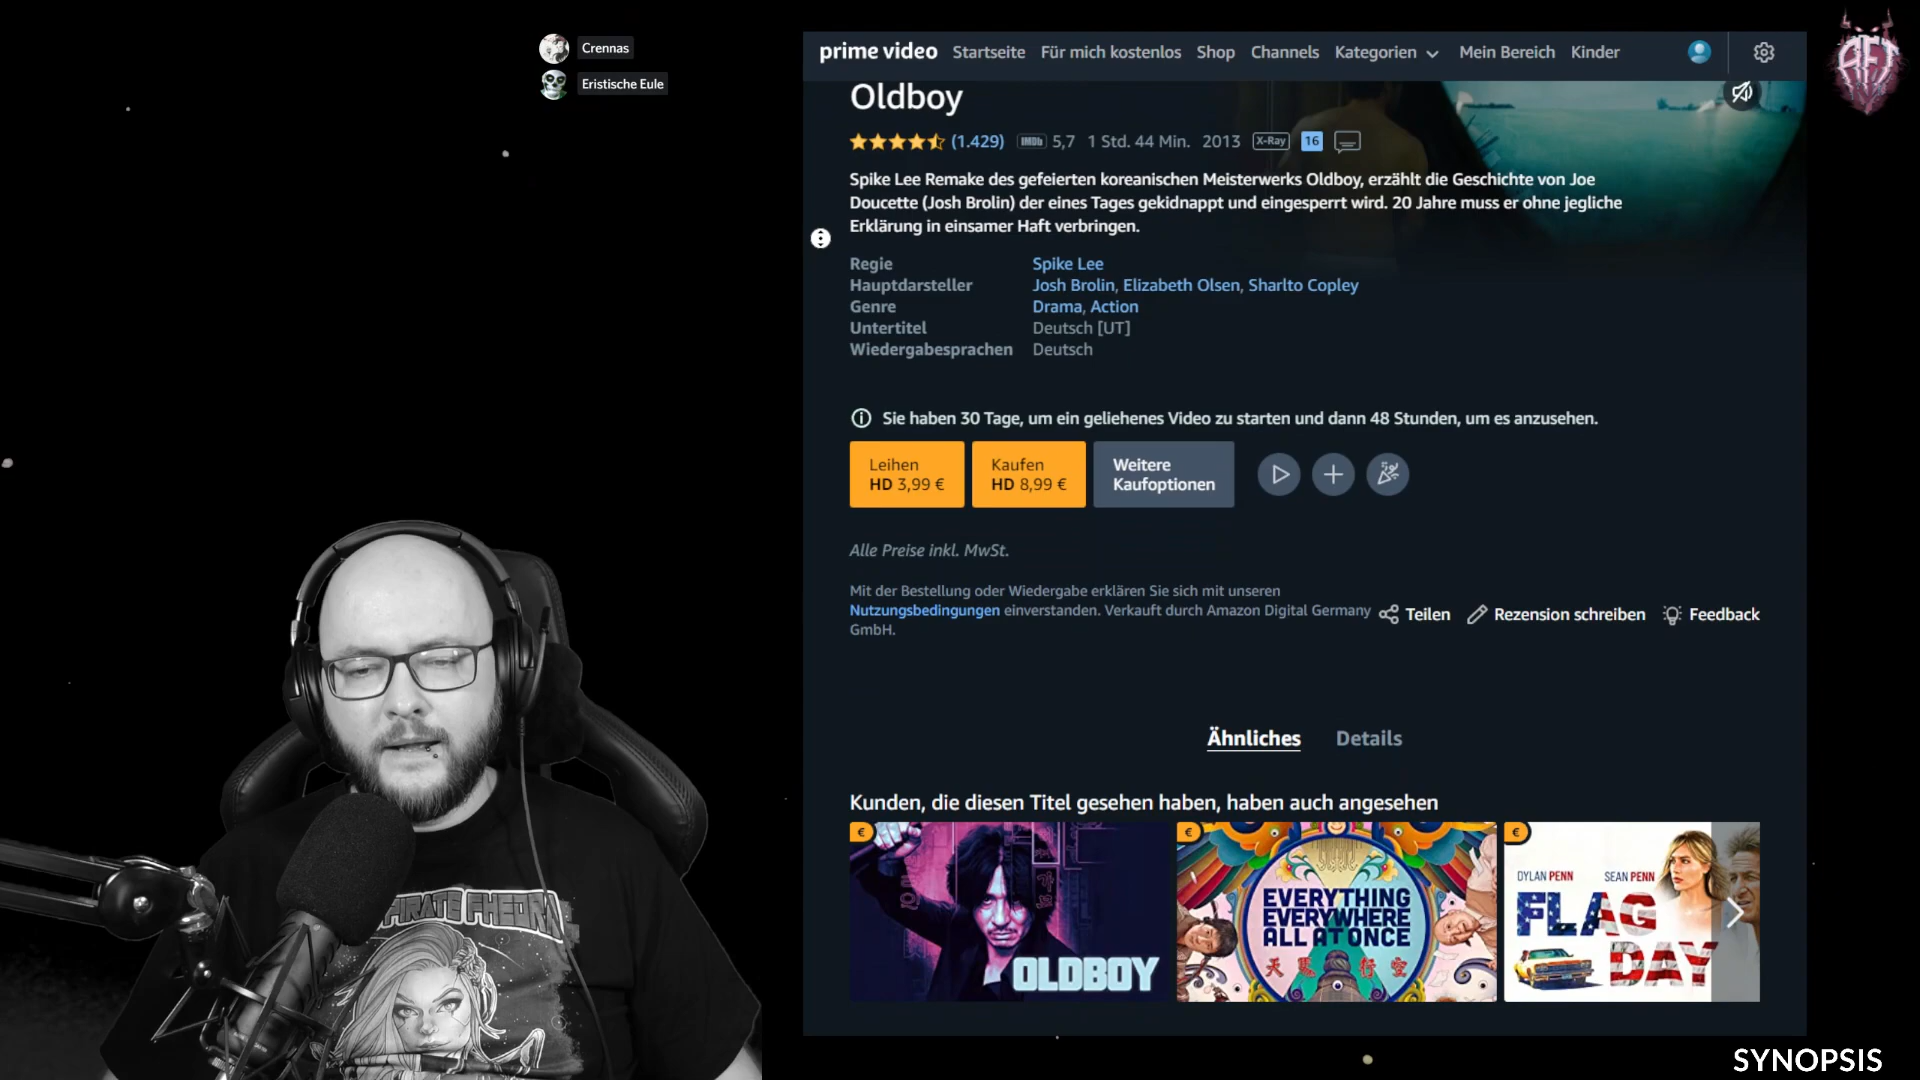 Crennas
Eristische Eule
prime video Startseite Für mich kostenlos Shop Channels Kategorien Mein Bereich Kinder
AFT
Oldboy
(1.429) IMDb 5,7 1 Std. 44 Min. 2013 X-Ray 16
Spike Lee Remake des gefeierten koreanischen Meisterwerks Oldboy, erzählt die Geschichte von Joe
Doucette (Josh Brolin) der eines Tages gekidnappt und eingesperrt wird. 20 Jahre muss er ohne jegliche
Erklärung in einsamer Haft verbringen.
Regie Spike Lee
Hauptdarsteller Josh Brolin, Elizabeth Olsen, Sharlto Copley
Genre Drama, Action
Untertitel Deutsch [UT]
Wiedergabesprachen Deutsch
Sie haben 30 Tage, um ein geliehenes Video zu starten und dann 48 Stunden, um es anzusehen.
Leihen
HD 3,99 €
Kaufen
HD 8,99 €
Weitere
Kaufoptionen
Alle Preise inkl. MwSt.
Mit der Bestellung oder Wiedergabe erklären Sie sich mit unseren
Nutzungsbedingungen einverstanden. Verkauft durch Amazon Digital Germany
GmbH.
Teilen Rezension schreiben Feedback
Ähnliches Details
Kunden, die diesen Titel gesehen haben, haben auch angesehen
€
OLDBOY
€
EVERYTHING
EVERYWHERE
ALL AT ONCE
€
DYLAN PENN SEAN PENN
FLAG
DAY
SYNOPSIS